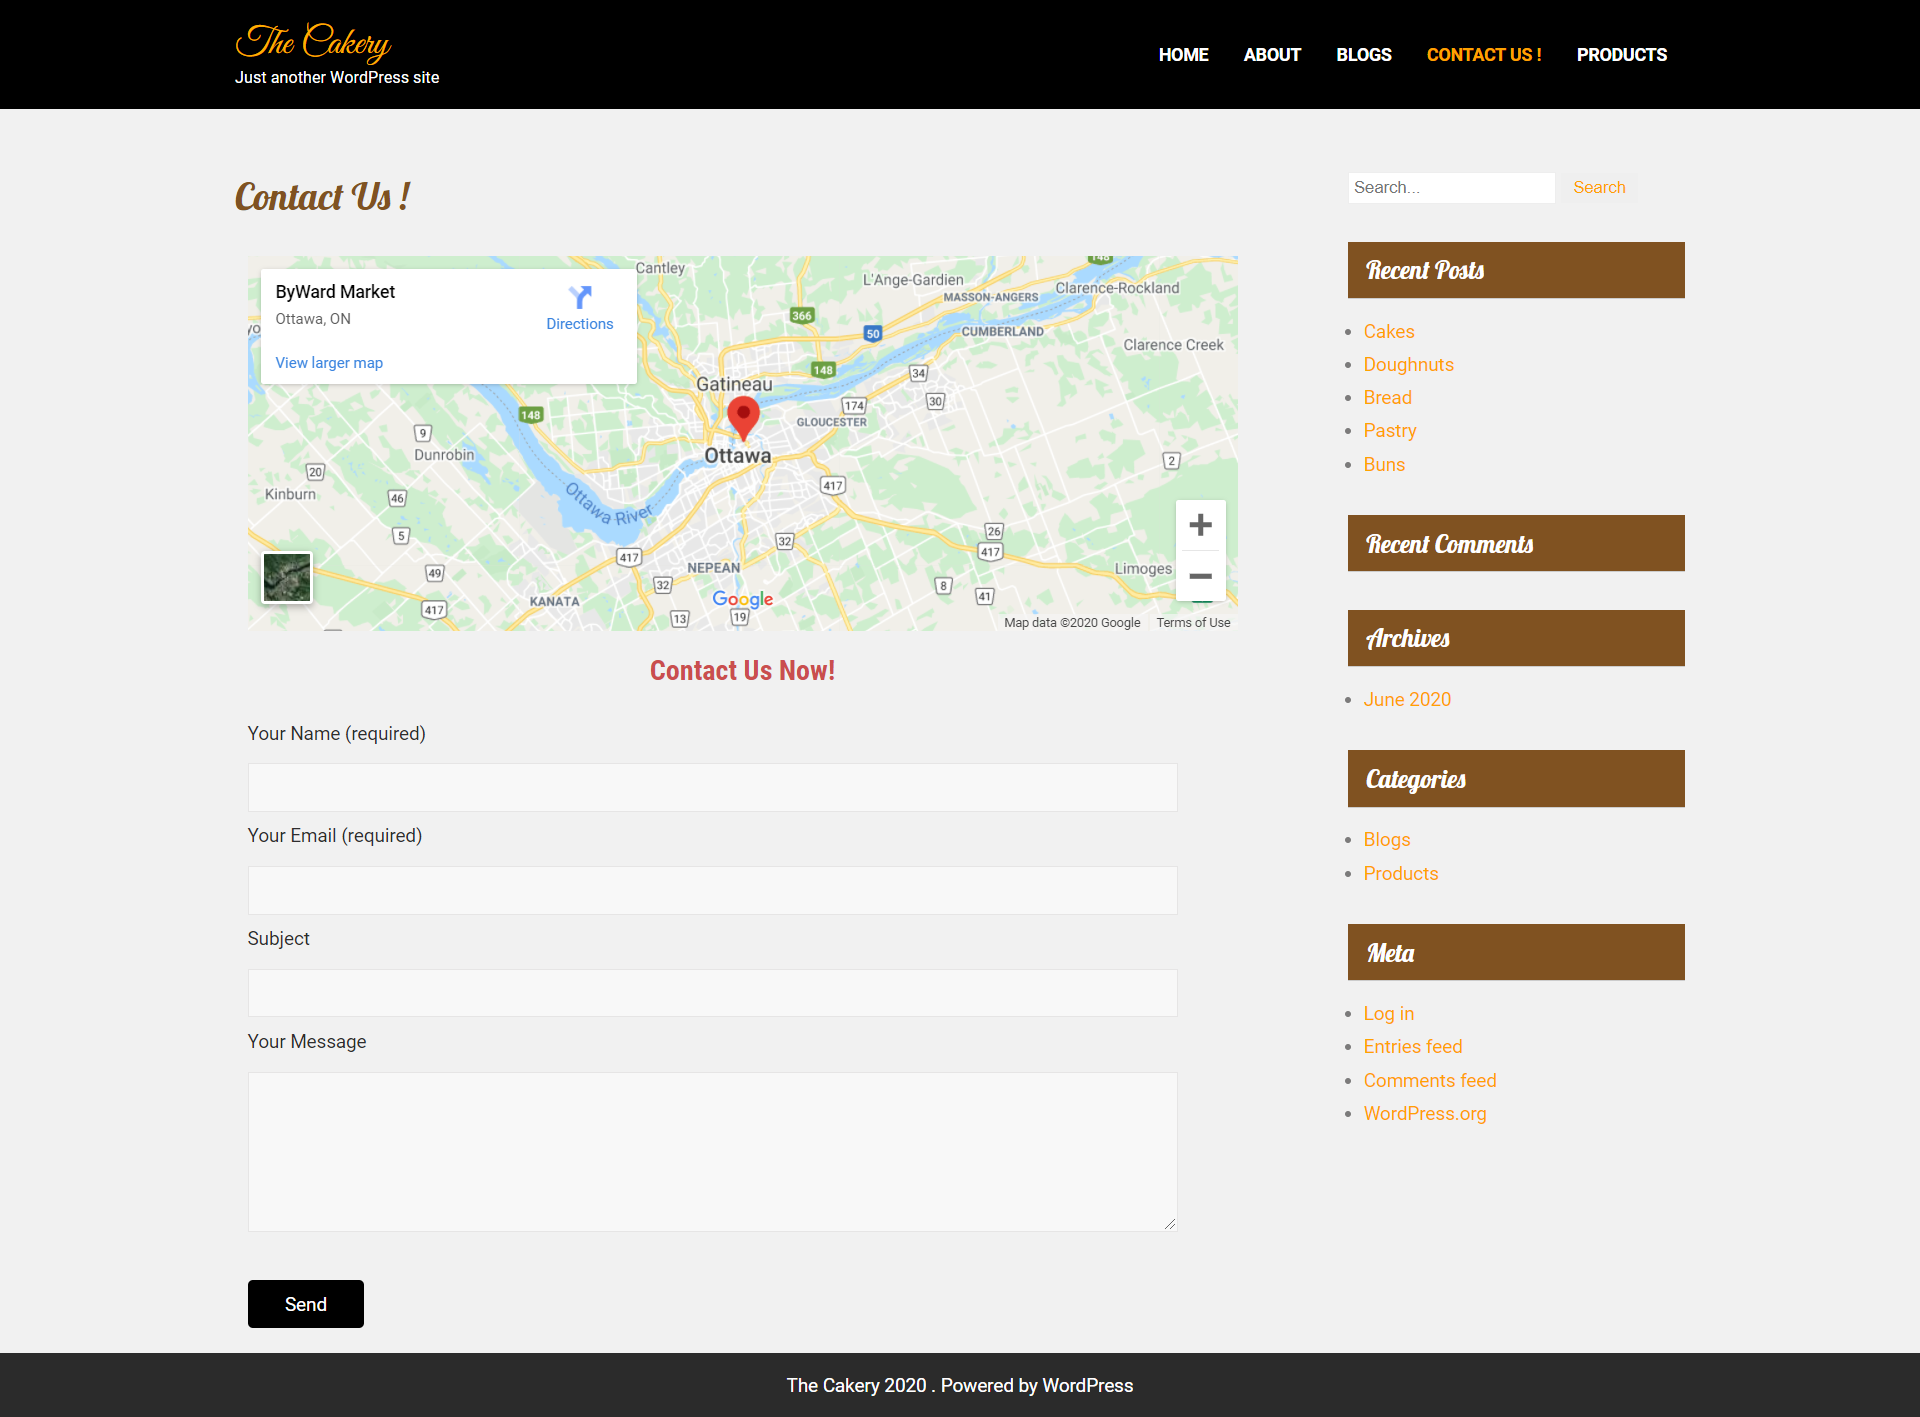 The Cakery
Just another WordPress site
HOME
ABOUT
BLOGS
CONTACT US !
PRODUCTS
Contact Us !
ByWard Market
Ottawa, ON
Directions
View larger map
Cantley
L'Ange-Gardien
MASSON-ANGERS
Clarence-Rockland
148
366
50
CUMBERLAND
Clarence Creek
148
34
Gatineau
30
174
148
GLOUCESTER
9
Dunrobin
Ottawa
2
20
417
Kinburn
46
Ottawa River
5
26
32
417
417
NEPEAN
Limoges
49
32
8
41
KANATA
Google
417
13
19
Map data ©2020 Google
Terms of Use
Contact Us Now!
Your Name (required)
Your Email (required)
Subject
Your Message
Send
Search...
Search
Recent Posts
Cakes
Doughnuts
Bread
Pastry
Buns
Recent Comments
Archives
June 2020
Categories
Blogs
Products
Meta
Log in
Entries feed
Comments feed
WordPress.org
The Cakery 2020 . Powered by WordPress